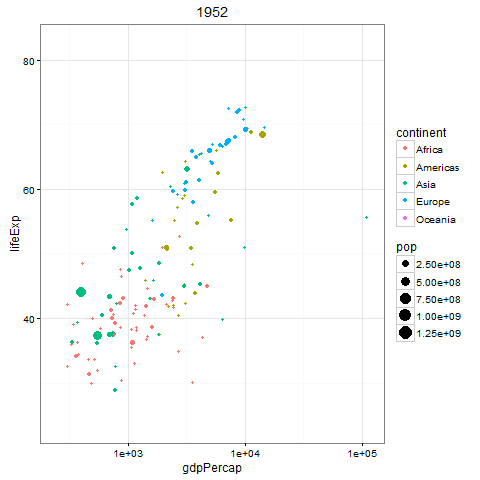 1952
80
60
40
lifeExp
1e+03
1e+04
1e+05
gdpPercap
continent
Africa
Americas
Asia
Europe
Oceania
pop
2.50e+08
5.00e+08
7.50e+08
1.00e+09
1.25e+09